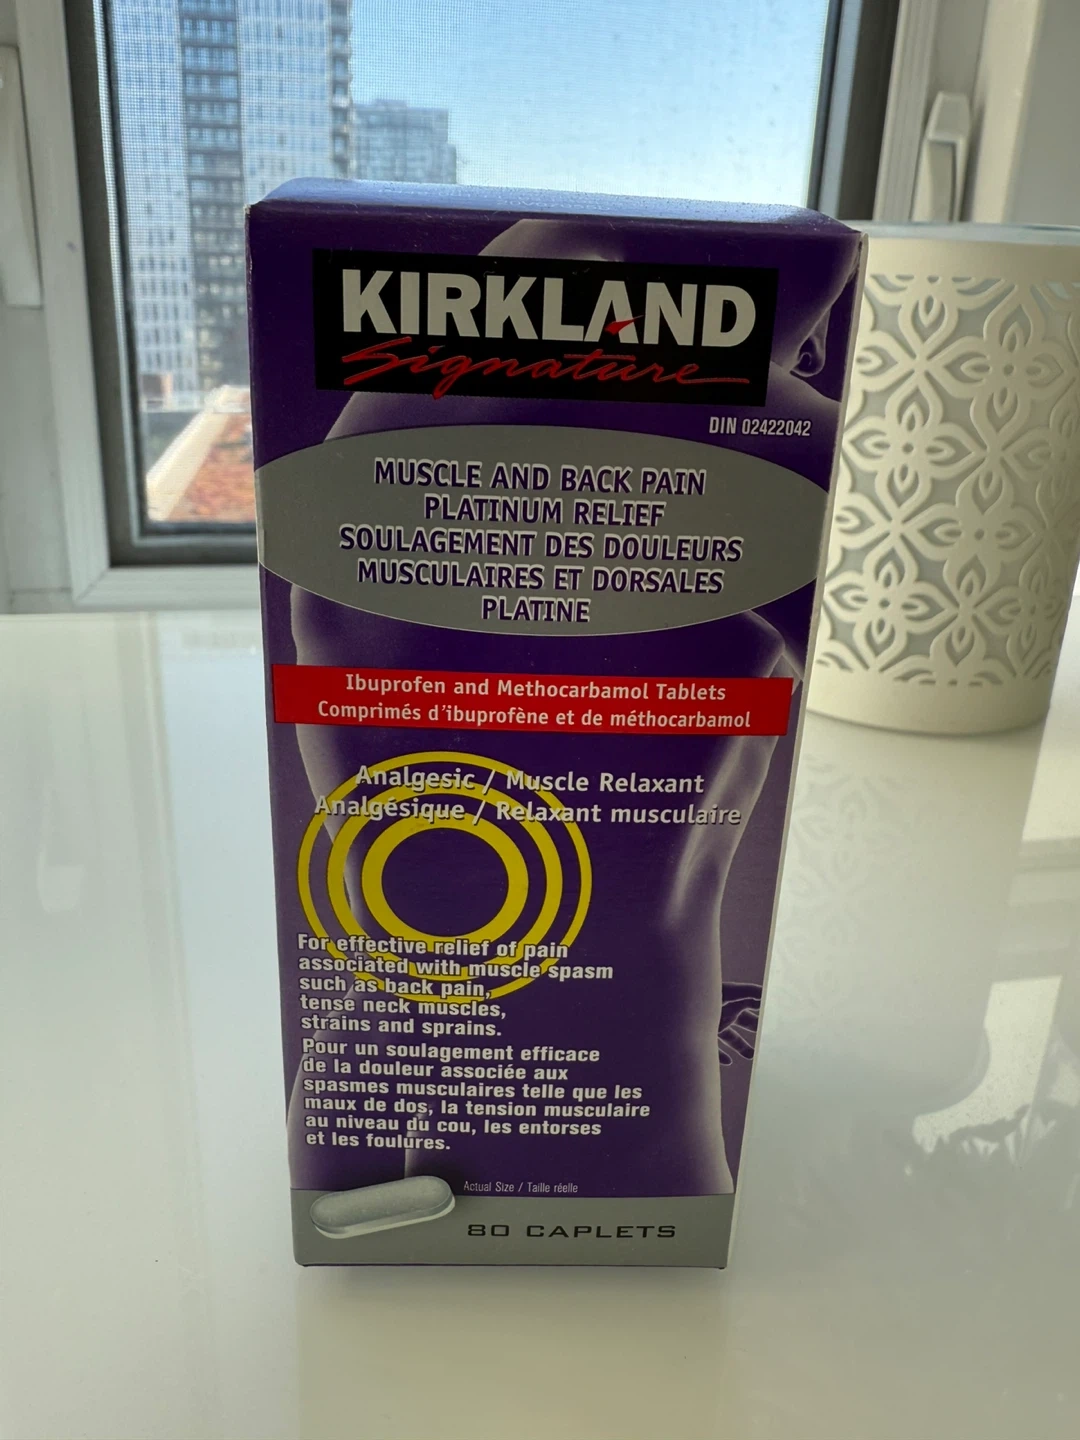 KIRKLAND
Signature
DIN 02422042
MUSCLE AND BACK PAIN
PLATINUM RELIEF
SOULAGEMENT DES DOULEURS
MUSCULAIRES ET DORSALES
PLATINE
Ibuprofen and Methocarbamol Tablets
Comprimés d'ibuprofène et de méthocarbamol
Analgesic / Muscle Relaxant
Analgésique / Relaxant musculaire
For effective relief of pain
associated with muscle spasm
such as back pain,
tense neck muscles,
strains and sprains.
Pour un soulagement efficace
de la douleur associée aux
spasmes musculaires telle que les
maux de dos, la tension musculaire
au niveau du cou, les entorses
et les foulures.
Actual Size / Taille réelle
80 CAPLETS